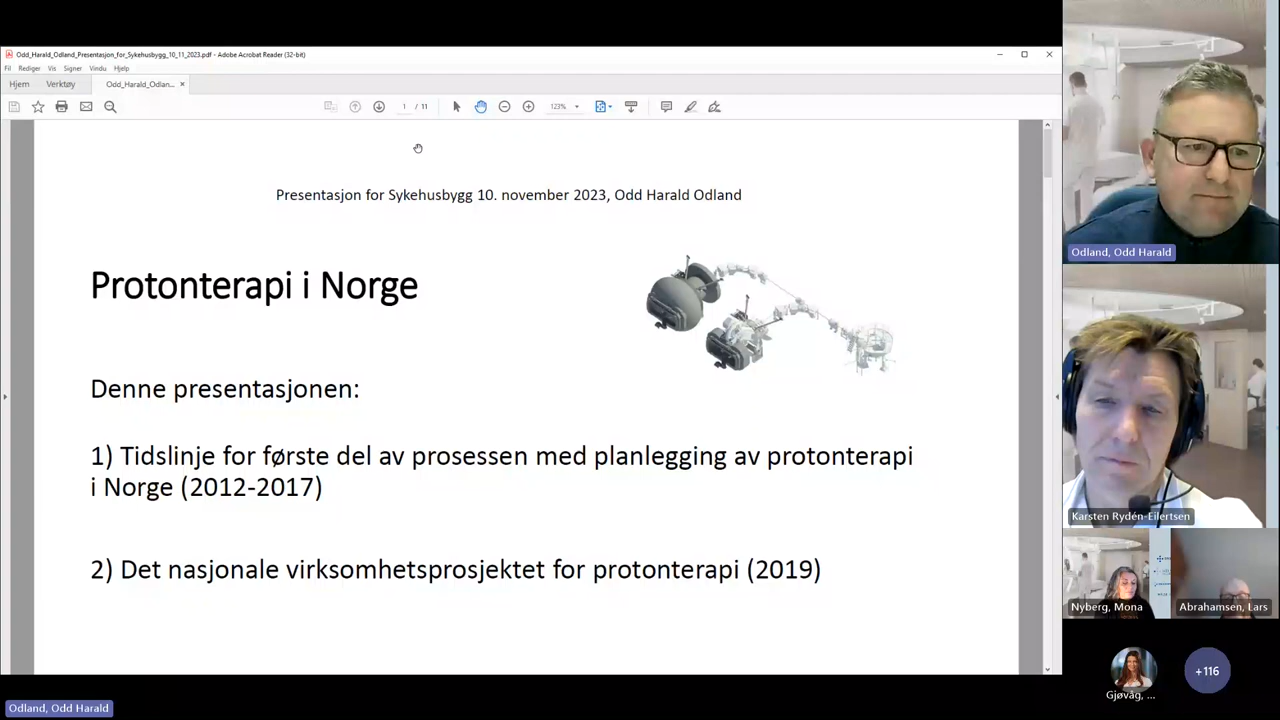 Odd_Harald_Odland_Presentasjon_for_Sykehusbygg_10_11_2023.pdf - Adobe Acrobat Reader (32-bit)
Fil Rediger Vis Signer Vindu Hjelp
Hjem Verktøy Odd_Harald_Odlan...
1 / 11 123%
Presentasjon for Sykehusbygg 10. november 2023, Odd Harald Odland
Protonterapi i Norge
Denne presentasjonen:
1) Tidslinje for første del av prosessen med planlegging av protonterapi
i Norge (2012-2017)
2) Det nasjonale virksomhetsprosjektet for protonterapi (2019)
Odland, Odd Harald
Karsten Rydén-Eilertsen
Nyberg, Mona
Abrahamsen, Lars
Gjøvåg, ...
+116
Odland, Odd Harald